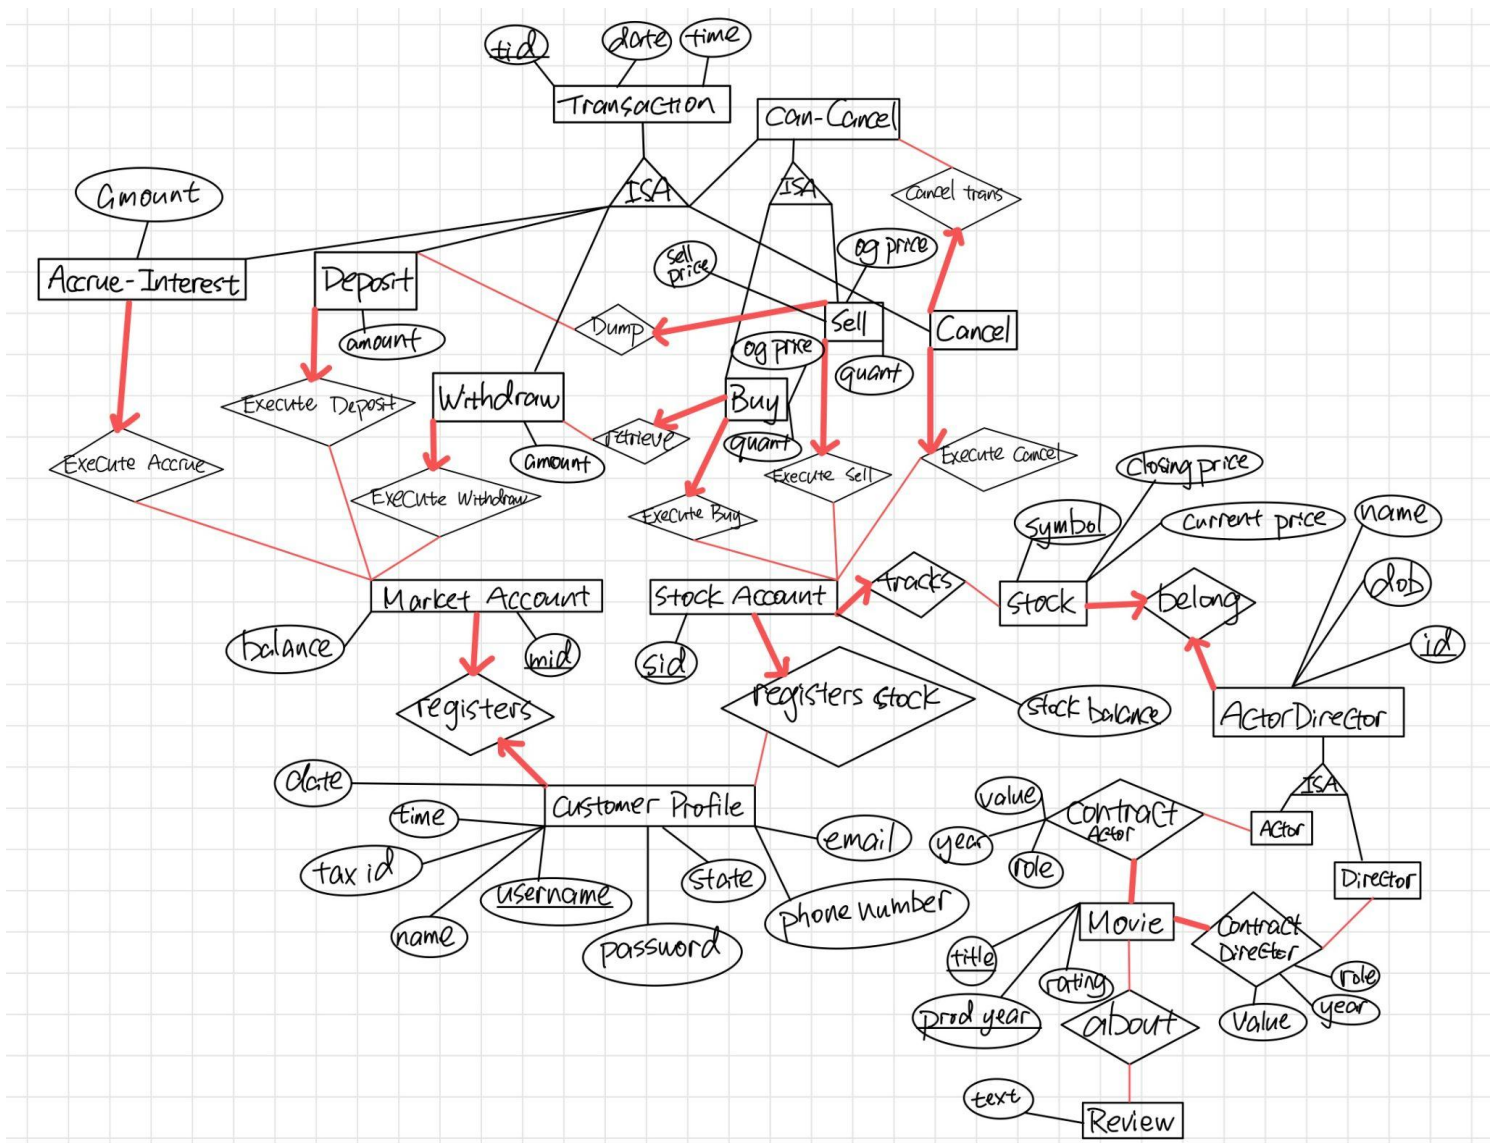 tid
date
time
Transaction
Can-Cancel
ISA
ISA
Cancel trans
amount
og price
sell
price
Accrue-Interest
Deposit
Dump
Sell
Cancel
amount
og price
quant
Withdraw
Buy
Execute Deposit
retrieve
quant
amount
Execute Accrue
Execute Withdraw
Execute Sell
Execute Cancel
closing price
Execute Buy
symbol
current price
name
Market Account
Stock Account
tracks
stock
belong
dob
balance
mid
sid
id
registers
registers stock
stock balance
ActorDirector
date
ISA
time
Customer Profile
value
contract
Actor
Actor
tax id
email
year
role
username
state
Director
name
password
phone number
Movie
contract
Director
title
rating
role
prod year
about
value
year
text
Review